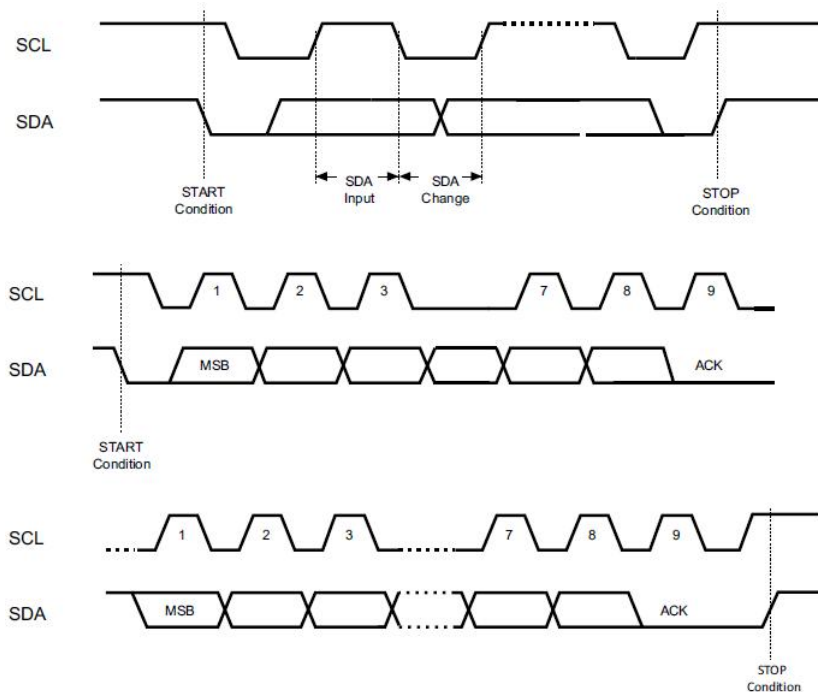 SCL
SDA
START
Condition
SDA
Input
SDA
Change
STOP
Condition
SCL
1 2 3 7 8 9
SDA
MSB ACK
START
Condition
SCL
1 2 3 7 8 9
SDA
MSB ACK
STOP
Condition